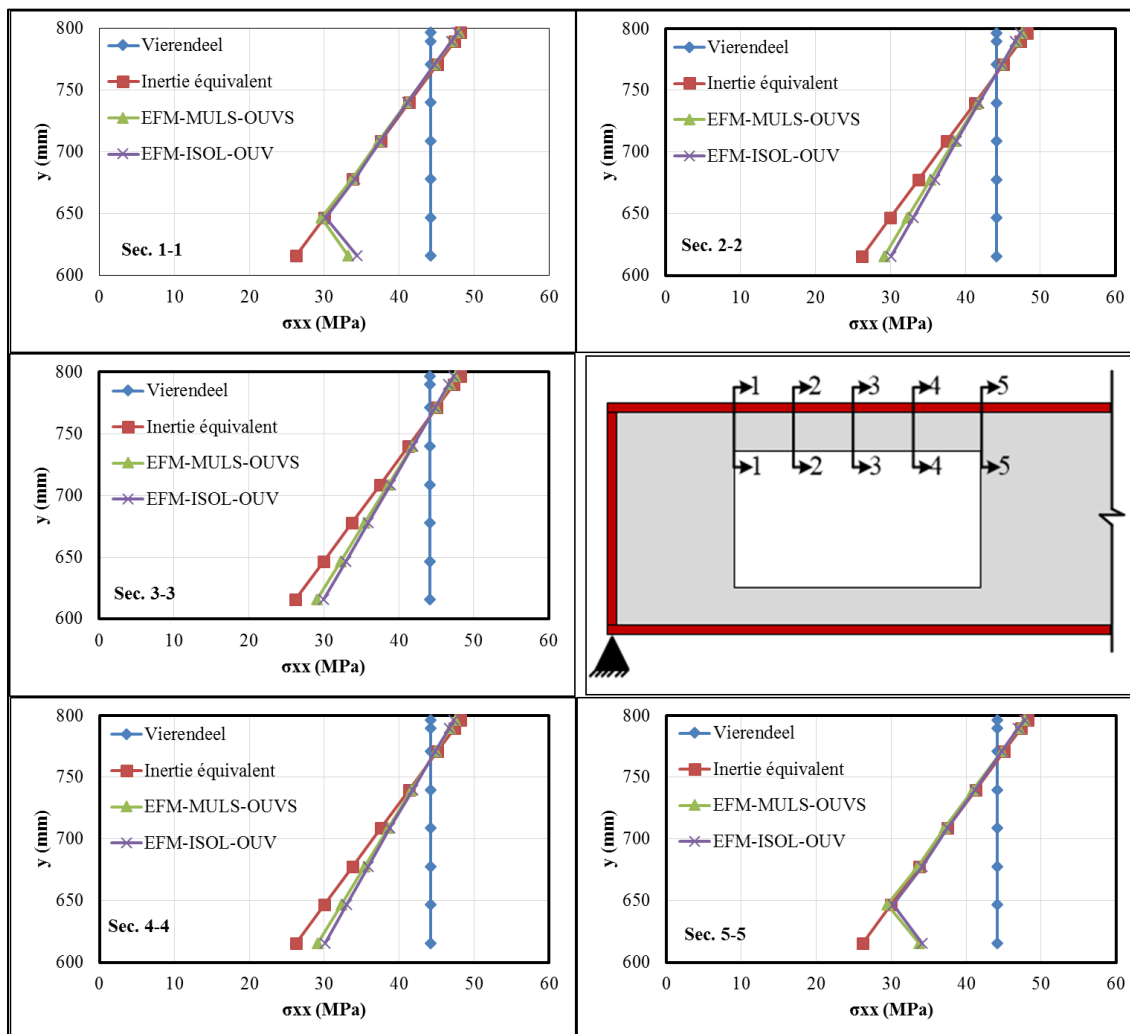 800
750
700
650
600
y (mm)
Vierendeel
Inertie équivalent
EFM-MULS-OUVS
EFM-ISOL-OUV
Sec. 1-1
0 10 20 30 40 50 60
σxx (MPa)
800
750
700
650
600
y (mm)
Vierendeel
Inertie équivalent
EFM-MULS-OUVS
EFM-ISOL-OUV
Sec. 2-2
0 10 20 30 40 50 60
σxx (MPa)
800
750
700
650
600
y (mm)
Vierendeel
Inertie équivalent
EFM-MULS-OUVS
EFM-ISOL-OUV
Sec. 3-3
0 10 20 30 40 50 60
σxx (MPa)
1 2 3 4 5
1 2 3 4 5
800
750
700
650
600
y (mm)
Vierendeel
Inertie équivalent
EFM-MULS-OUVS
EFM-ISOL-OUV
Sec. 4-4
0 10 20 30 40 50 60
σxx (MPa)
800
750
700
650
600
y (mm)
Vierendeel
Inertie équivalent
EFM-MULS-OUVS
EFM-ISOL-OUV
Sec. 5-5
0 10 20 30 40 50 60
σxx (MPa)